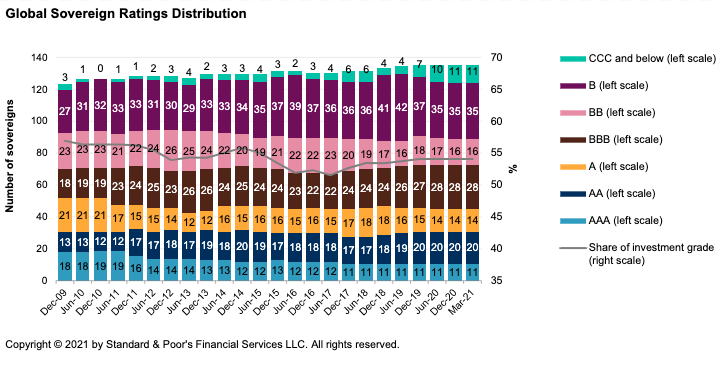 Global Sovereign Ratings Distribution
Number of sovereigns
140
120
100
80
60
40
20
0
3 1 0 1 1 2 3 4 2 3 3 4 3 2 3 4 6 6 4 4 7 10 11 11
27 31 32 33 33 31 30 29 33 33 34 35 37 39 37 36 36 36 41 42 37 35 35 35
23 23 23 21 22 24 26 25 24 22 20 19 21 22 22 23 20 19 17 16 18 17 16 16
18 19 19 23 24 25 23 26 26 24 25 24 24 23 22 22 24 24 24 26 27 28 28 28
21 21 21 17 15 15 14 12 12 16 15 16 16 15 16 15 17 18 18 16 15 14 14 14
13 13 12 12 17 17 18 17 19 18 20 19 17 18 18 18 17 17 18 19 20 20 20 20
18 18 19 19 16 14 14 14 13 13 12 12 13 12 12 12 11 11 11 11 11 11 11 11
Dec-09 Jun-10 Dec-10 Jun-11 Dec-11 Jun-12 Dec-12 Jun-13 Dec-13 Jun-14 Dec-14 Jun-15 Dec-15 Jun-16 Dec-16 Jun-17 Dec-17 Jun-18 Dec-18 Jun-19 Dec-19 Jun-20 Dec-20 Mar-21
70
65
60
55
50
45
40
35
%
CCC and below (left scale)
B (left scale)
BB (left scale)
BBB (left scale)
A (left scale)
AA (left scale)
AAA (left scale)
Share of investment grade
(right scale)
Copyright © 2021 by Standard & Poor's Financial Services LLC. All rights reserved.